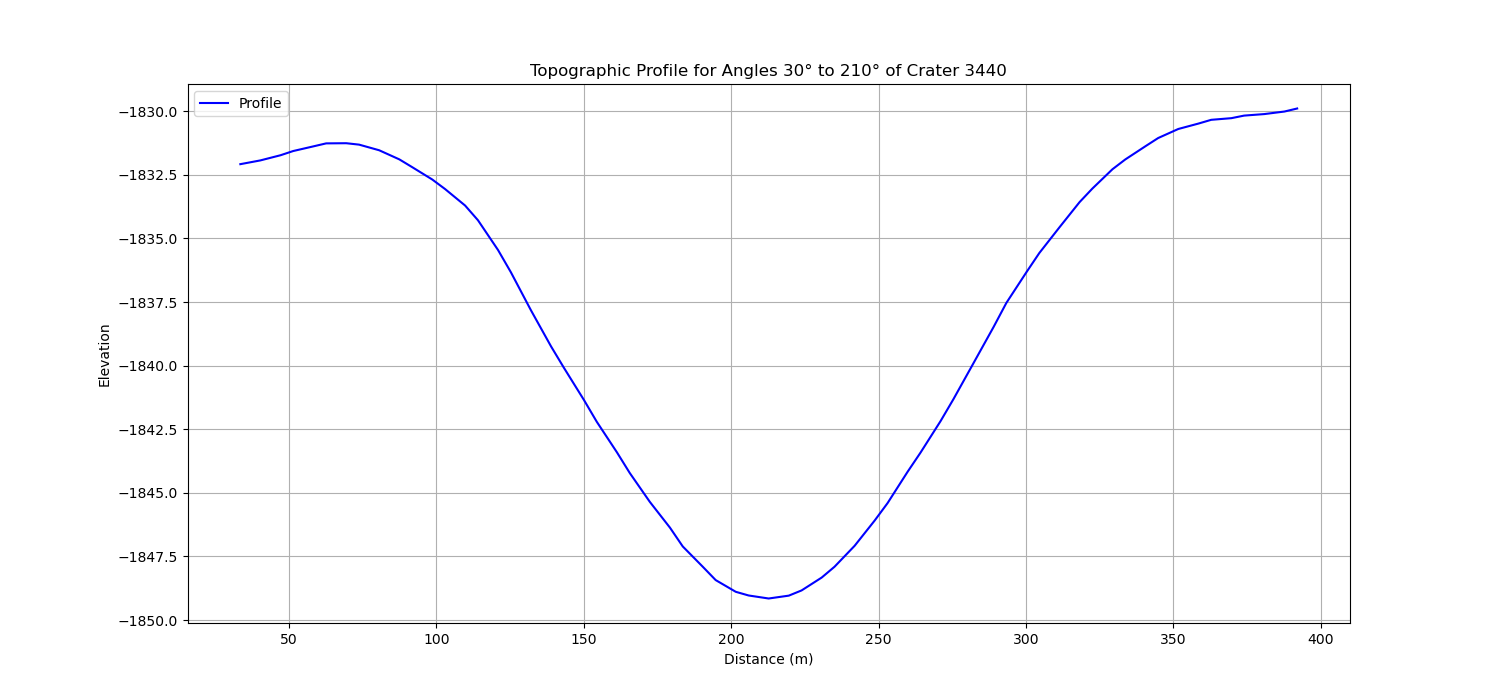 Topographic Profile for Angles 30° to 210° of Crater 3440
Profile
Elevation
−1830.0
−1832.5
−1835.0
−1837.5
−1840.0
−1842.5
−1845.0
−1847.5
−1850.0
50 100 150 200 250 300 350 400
Distance (m)